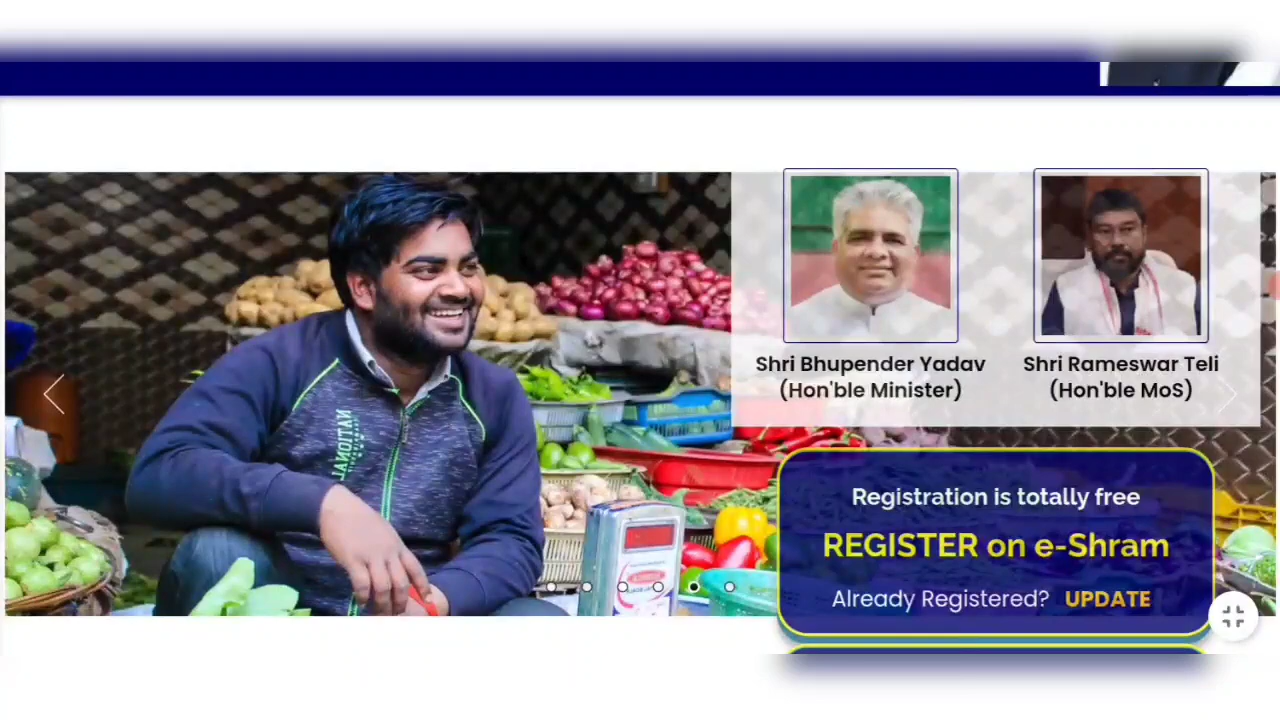 Shri Bhupender Yadav
(Hon'ble Minister)
Shri Rameswar Teli
(Hon'ble MoS)
NATIONAL
Registration is totally free
REGISTER on e-Shram
Already Registered? UPDATE